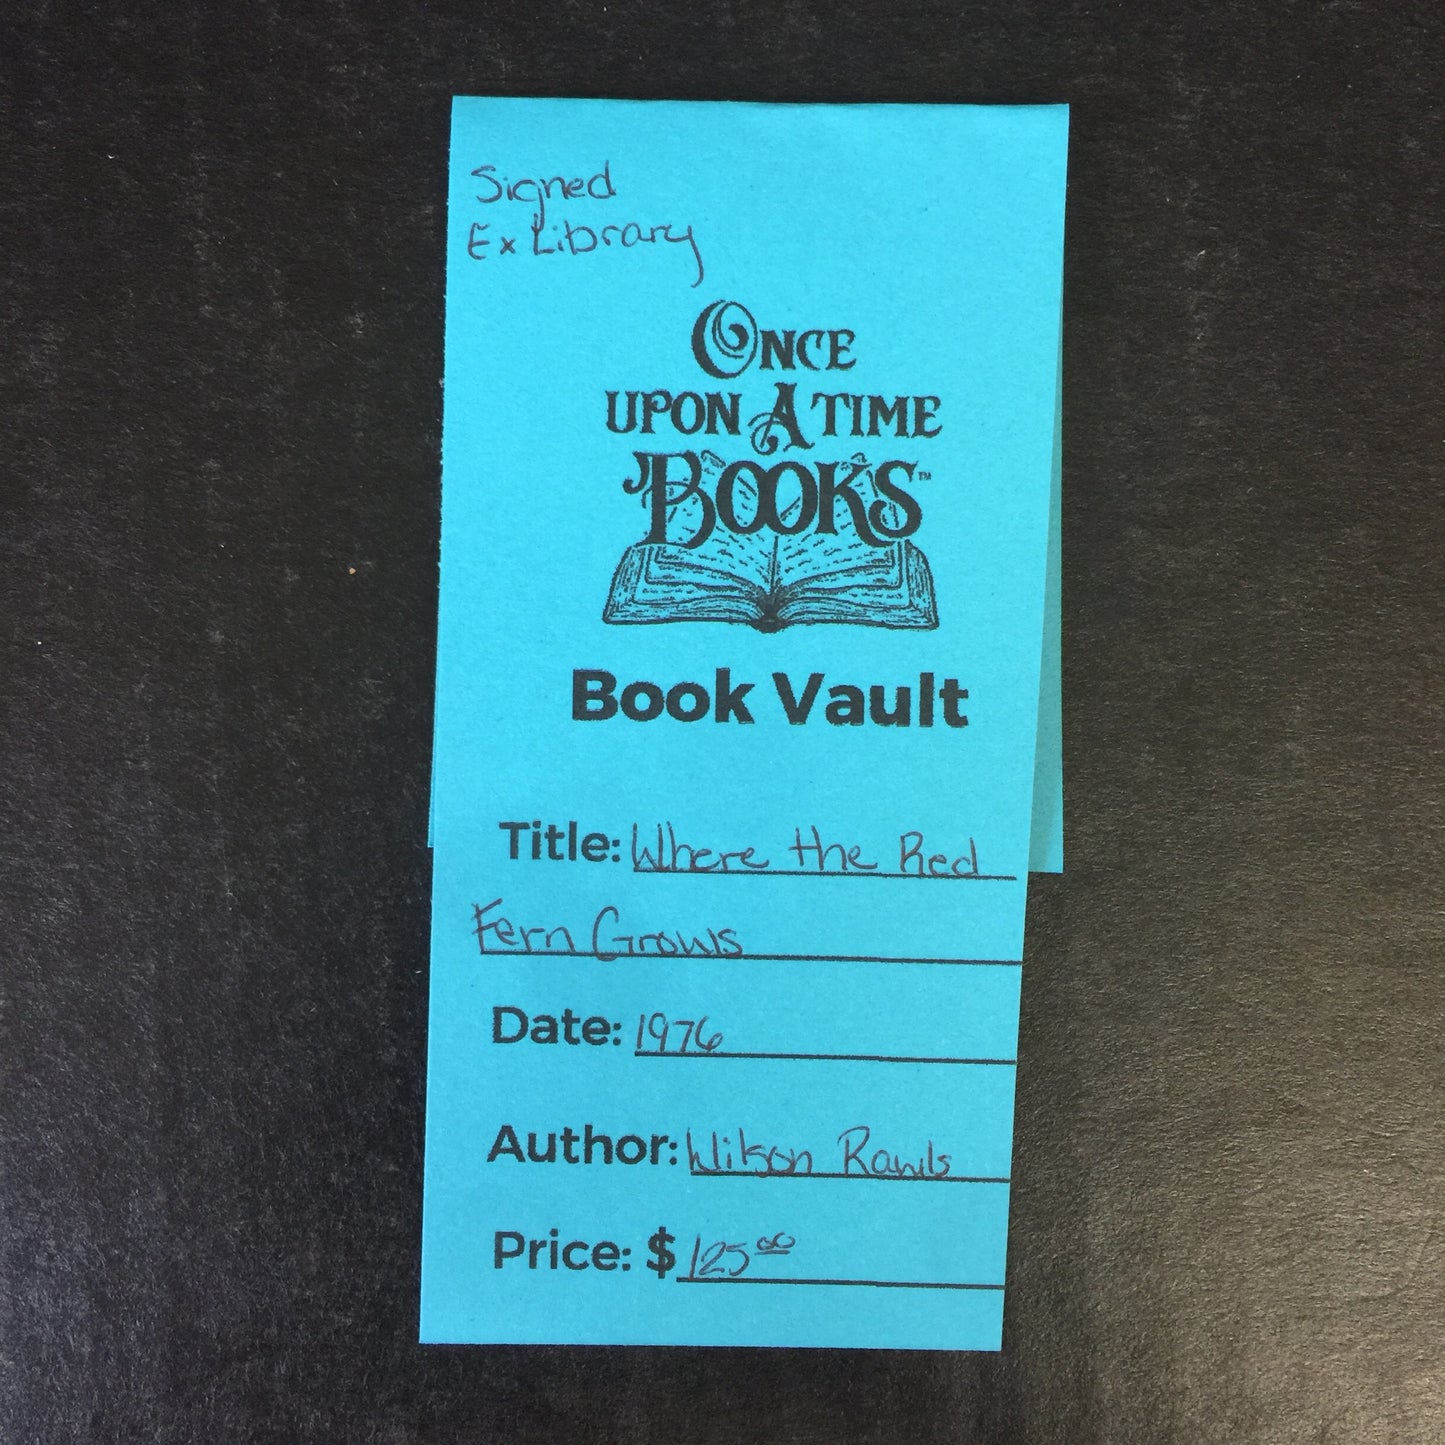 Signed
Ex Library
ONCE
UPON A TIME
BOOKS™
Book Vault
Title: Where the Red
Fern Grows
Date: 1976
Author: Wilson Rawls
Price: $ 125 00